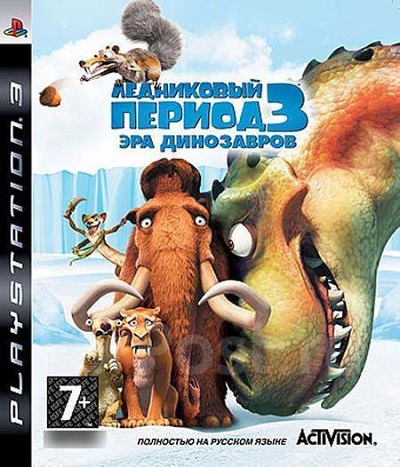 PLAYSTATION 3
ЛЕДНИКОВЫЙ
ПЕРИОД 3
ЭРА ДИНОЗАВРОВ
7+
ПОЛНОСТЬЮ НА РУССКОМ ЯЗЫКЕ
ACTIVISION